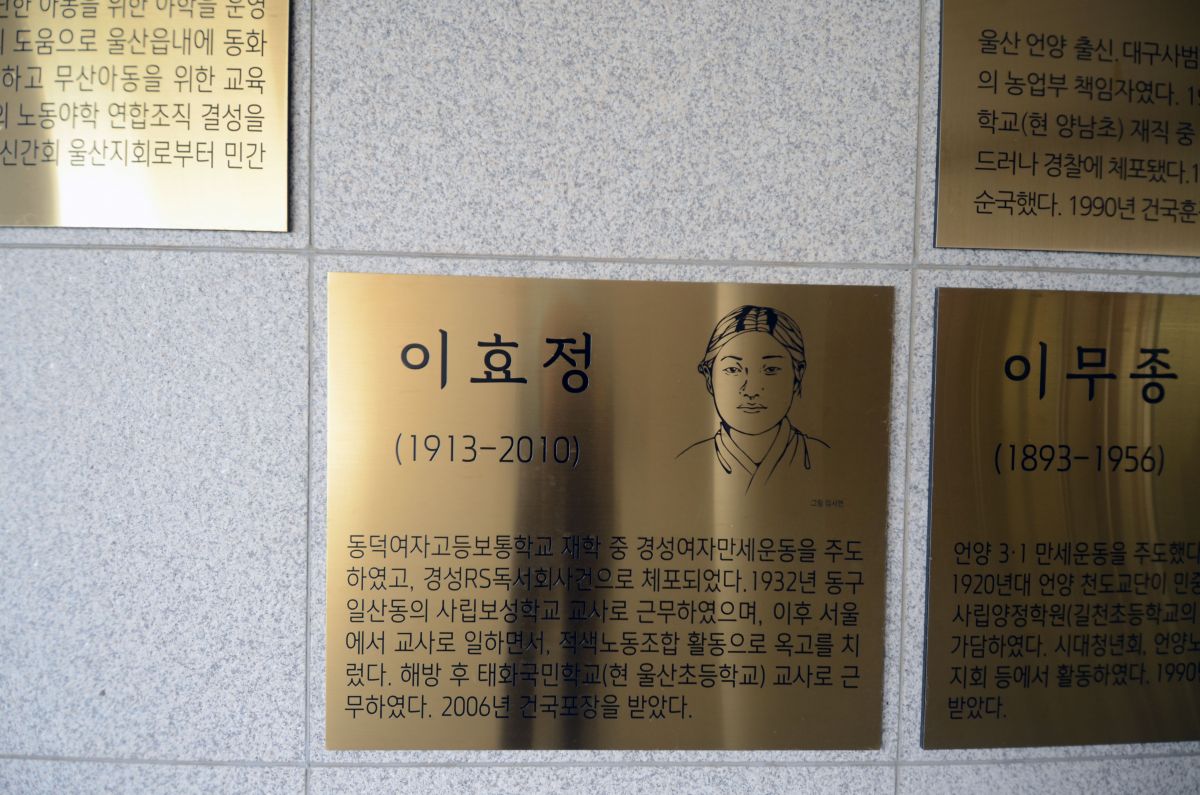 한 아동을 위한 야학을 운영
도움으로 울산읍내에 동화
하고 무산아동을 위한 교육
노동야학 연합조직 결성을
신간회 울산지회로부터 민간
울산 언양 출신. 대구사범
의 농업부 책임자였다.
학교(현 양남초) 재직 중
드러나 경찰에 체포됐다.
순국했다. 1990년 건국훈
이효정
(1913-2010)
동덕여자고등보통학교 재학 중 경성여자만세운동을 주도
하였고, 경성RS독서회사건으로 체포되었다.1932년 동구
일산동의 사립보성학교 교사로 근무하였으며, 이후 서울
에서 교사로 일하면서, 적색노동조합 활동으로 옥고를 치
렀다. 해방 후 태화국민학교(현 울산초등학교) 교사로 근
무하였다. 2006년 건국포장을 받았다.
이무종
(1893-1956)
언양 3·1 만세운동을 주도했다
1920년대 언양 천도교단이 민중
사립양정학원(길천초등학교의
가담하였다. 시대청년회, 언양
지회 등에서 활동하였다. 1990
받았다.